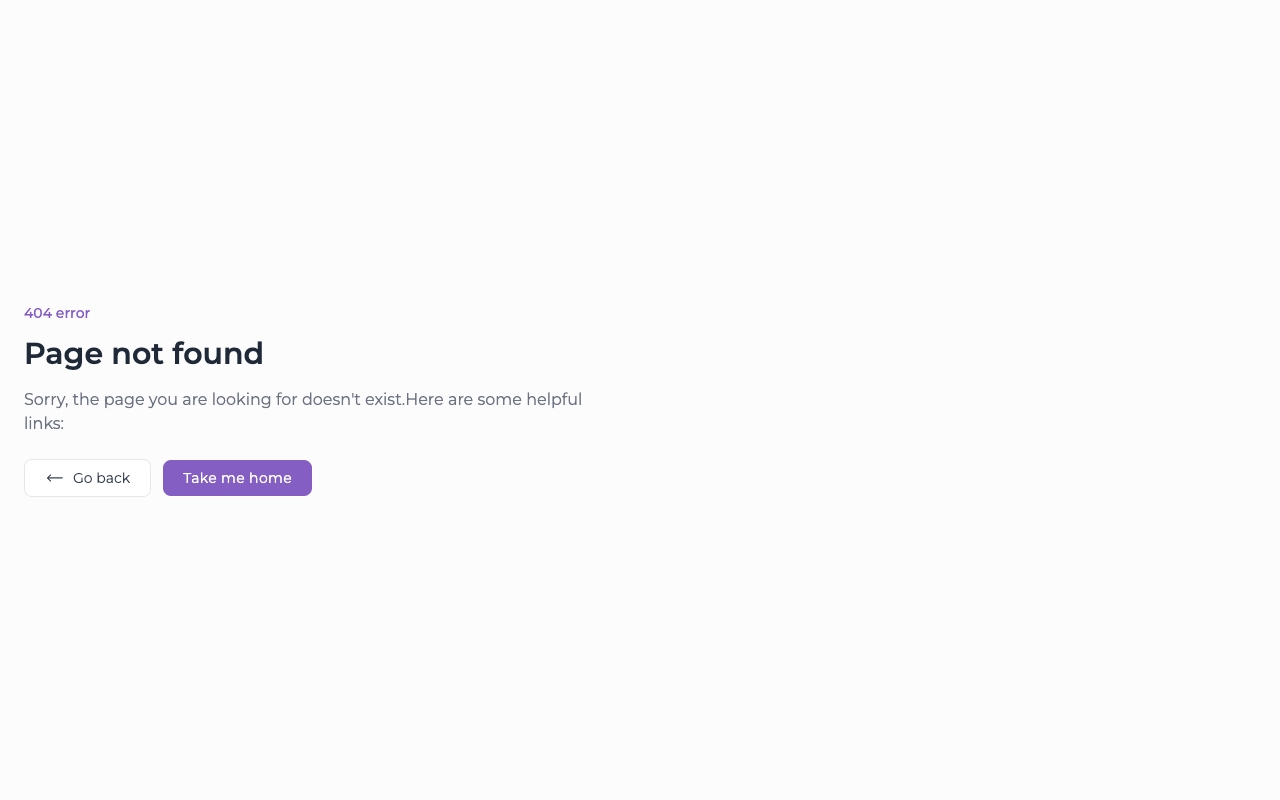 404 error
Page not found
Sorry, the page you are looking for doesn't exist.Here are some helpful
links:
Go back
Take me home